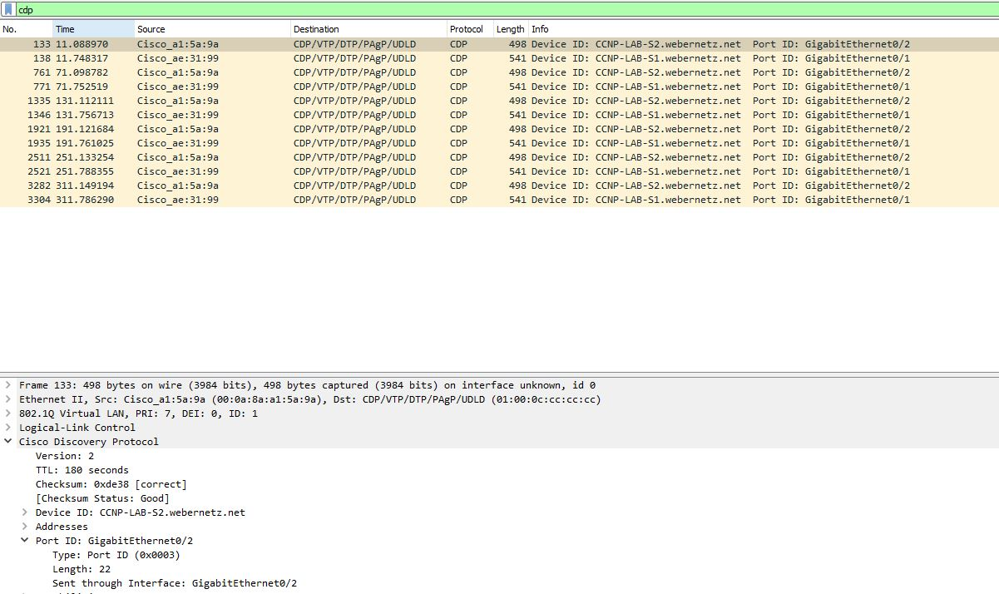 cdp
No. Time Source Destination Protocol Length Info
133 11.088970 Cisco_a1:5a:9a CDP/VTP/DTP/PAgP/UDLD CDP 498 Device ID: CCNP-LAB-S2.webernetz.net Port ID: GigabitEthernet0/2
138 11.748317 Cisco_ae:31:99 CDP/VTP/DTP/PAgP/UDLD CDP 541 Device ID: CCNP-LAB-S1.webernetz.net Port ID: GigabitEthernet0/1
761 71.098782 Cisco_a1:5a:9a CDP/VTP/DTP/PAgP/UDLD CDP 498 Device ID: CCNP-LAB-S2.webernetz.net Port ID: GigabitEthernet0/2
771 71.752519 Cisco_ae:31:99 CDP/VTP/DTP/PAgP/UDLD CDP 541 Device ID: CCNP-LAB-S1.webernetz.net Port ID: GigabitEthernet0/1
1335 131.112111 Cisco_a1:5a:9a CDP/VTP/DTP/PAgP/UDLD CDP 498 Device ID: CCNP-LAB-S2.webernetz.net Port ID: GigabitEthernet0/2
1346 131.756713 Cisco_ae:31:99 CDP/VTP/DTP/PAgP/UDLD CDP 541 Device ID: CCNP-LAB-S1.webernetz.net Port ID: GigabitEthernet0/1
1921 191.121684 Cisco_a1:5a:9a CDP/VTP/DTP/PAgP/UDLD CDP 498 Device ID: CCNP-LAB-S2.webernetz.net Port ID: GigabitEthernet0/2
1935 191.761025 Cisco_ae:31:99 CDP/VTP/DTP/PAgP/UDLD CDP 541 Device ID: CCNP-LAB-S1.webernetz.net Port ID: GigabitEthernet0/1
2511 251.133254 Cisco_a1:5a:9a CDP/VTP/DTP/PAgP/UDLD CDP 498 Device ID: CCNP-LAB-S2.webernetz.net Port ID: GigabitEthernet0/2
2521 251.788355 Cisco_ae:31:99 CDP/VTP/DTP/PAgP/UDLD CDP 541 Device ID: CCNP-LAB-S1.webernetz.net Port ID: GigabitEthernet0/1
3282 311.149194 Cisco_a1:5a:9a CDP/VTP/DTP/PAgP/UDLD CDP 498 Device ID: CCNP-LAB-S2.webernetz.net Port ID: GigabitEthernet0/2
3304 311.786290 Cisco_ae:31:99 CDP/VTP/DTP/PAgP/UDLD CDP 541 Device ID: CCNP-LAB-S1.webernetz.net Port ID: GigabitEthernet0/1
Frame 133: 498 bytes on wire (3984 bits), 498 bytes captured (3984 bits) on interface unknown, id 0
Ethernet II, Src: Cisco_a1:5a:9a (00:0a:8a:a1:5a:9a), Dst: CDP/VTP/DTP/PAgP/UDLD (01:00:0c:cc:cc:cc)
802.1Q Virtual LAN, PRI: 7, DEI: 0, ID: 1
Logical-Link Control
Cisco Discovery Protocol
Version: 2
TTL: 180 seconds
Checksum: 0xde38 [correct]
[Checksum Status: Good]
Device ID: CCNP-LAB-S2.webernetz.net
Addresses
Port ID: GigabitEthernet0/2
Type: Port ID (0x0003)
Length: 22
Sent through Interface: GigabitEthernet0/2